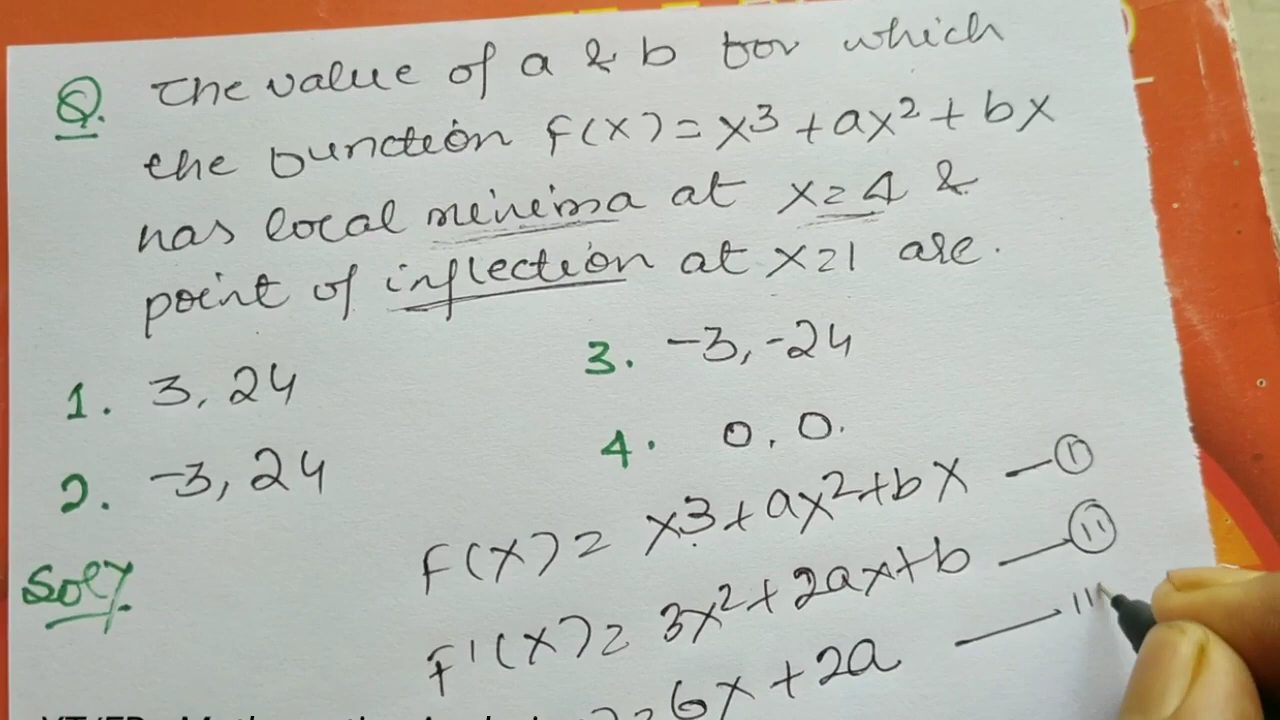 Q. The value of a & b for which
the function f(x) = x³ + ax² + bx
has local minima at x = 4 &
point of inflection at x = 1 are.
1. 3, 24
3. -3, -24
2. -3, 24
4. 0, 0.
Solⁿ.
f(x) = x³ + ax² + bx — (i)
f'(x) = 3x² + 2ax + b — (ii)
= 6x + 2a — iii